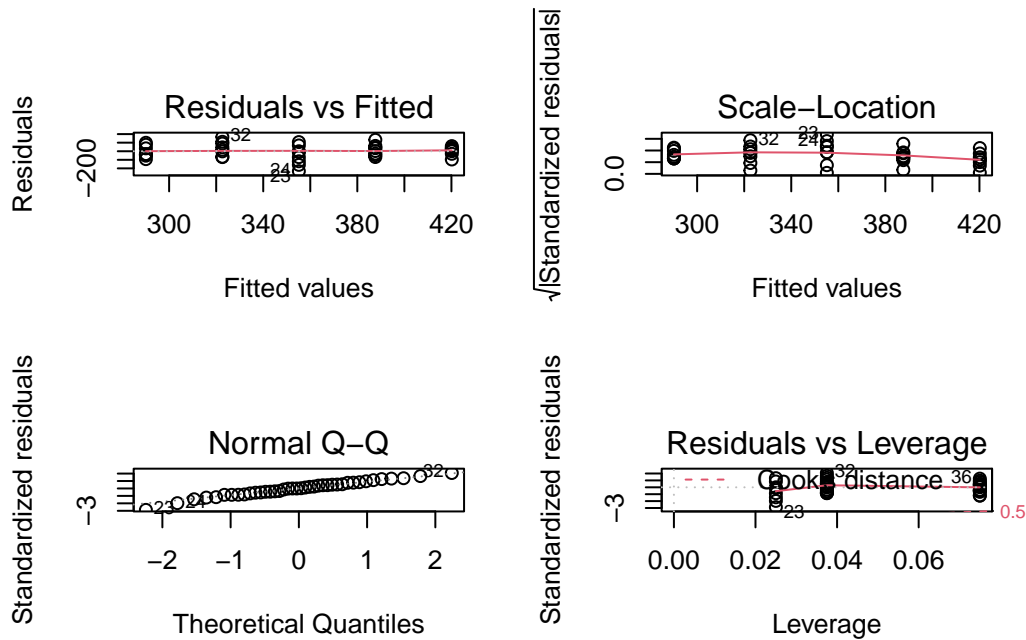 Residuals vs Fitted
Residuals
−200
32
24
23
300
340
380
420
Fitted values
Scale−Location
√|Standardized residuals|
0.0
32
23
24
300
340
380
420
Fitted values
Normal Q−Q
Standardized residuals
−3
23
24
32
−2
−1
0
1
2
Theoretical Quantiles
Residuals vs Leverage
Standardized residuals
−3
Cook's distance
32
36
23
0.5
0.00
0.02
0.04
0.06
Leverage